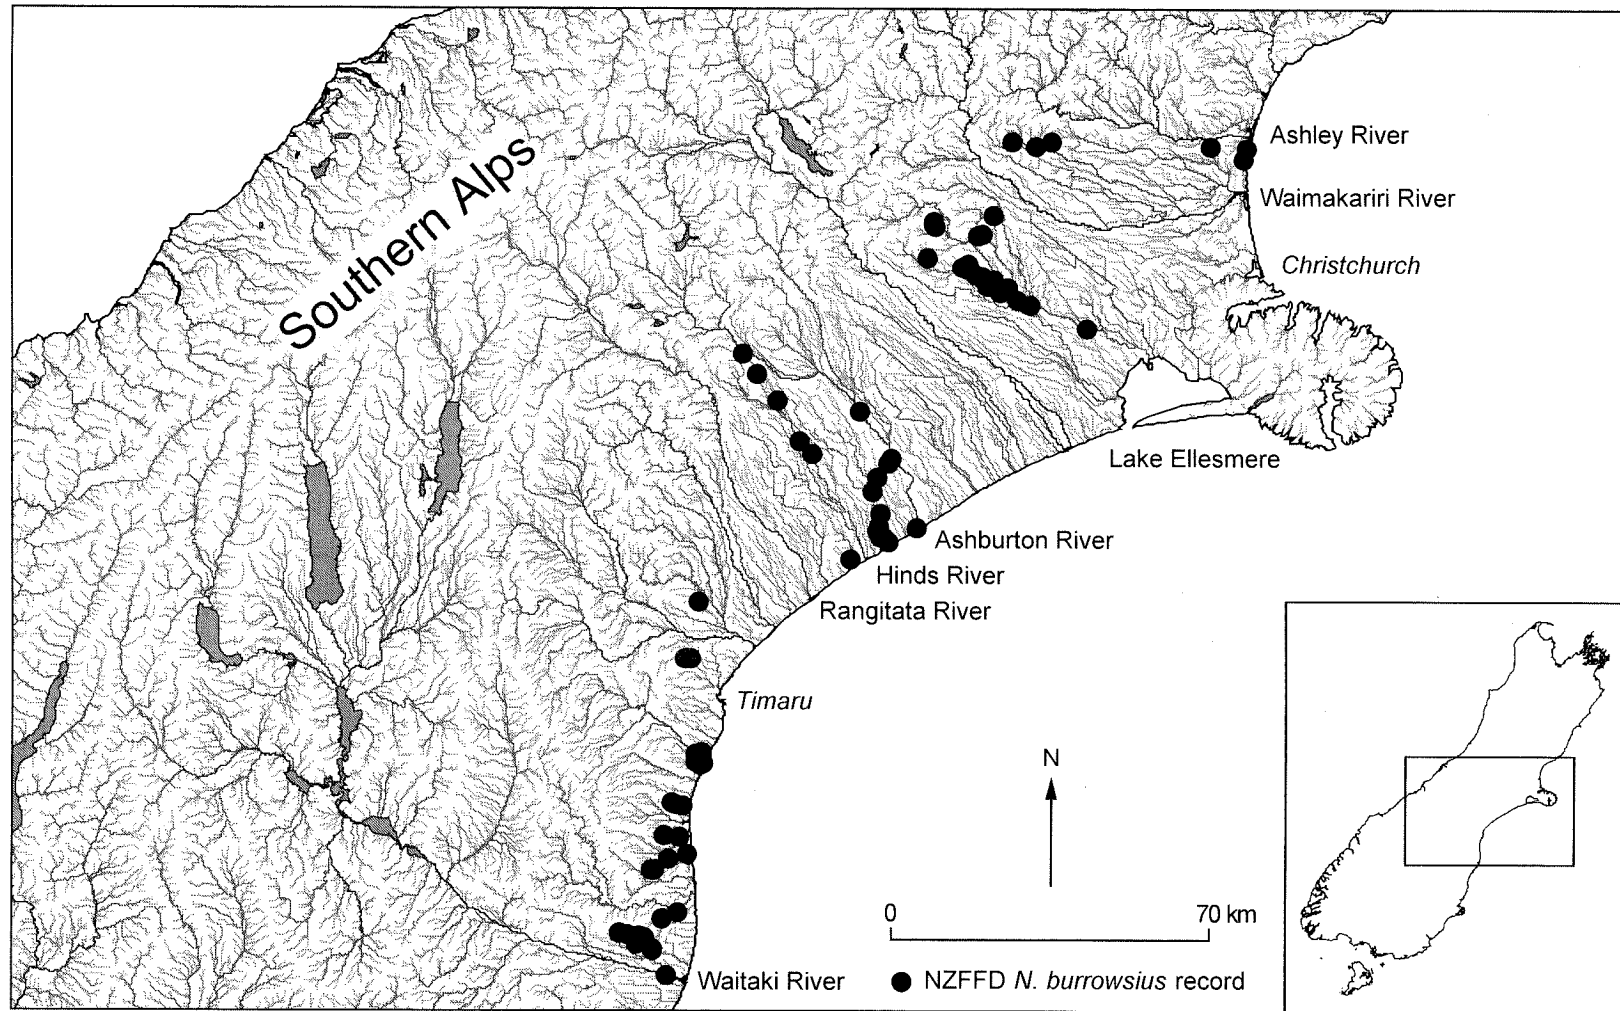 Ashley River
Southern Alps
Waimakariri River
Christchurch
Lake Ellesmere
Ashburton River
Hinds River
Rangitata River
Timaru
N
0 70 km
Waitaki River
NZFFD N. burrowsius record